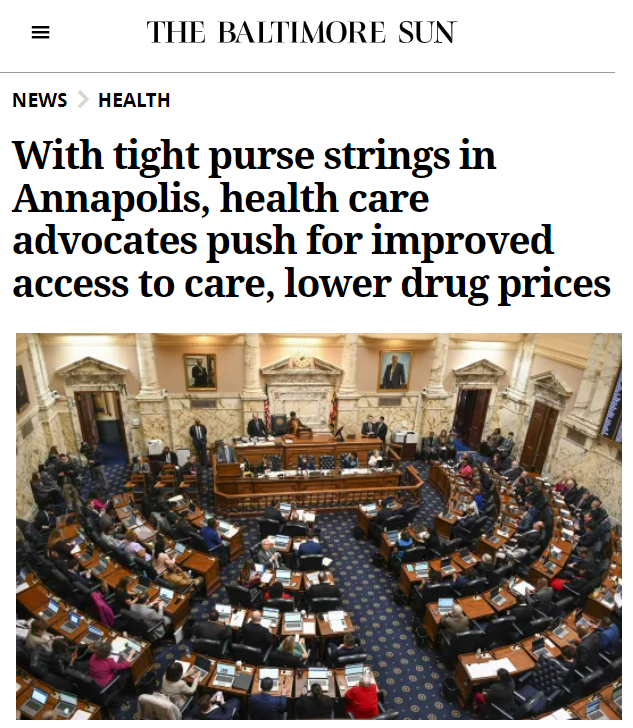 THE BALTIMORE SUN
NEWS > HEALTH
With tight purse strings in
Annapolis, health care
advocates push for improved
access to care, lower drug prices